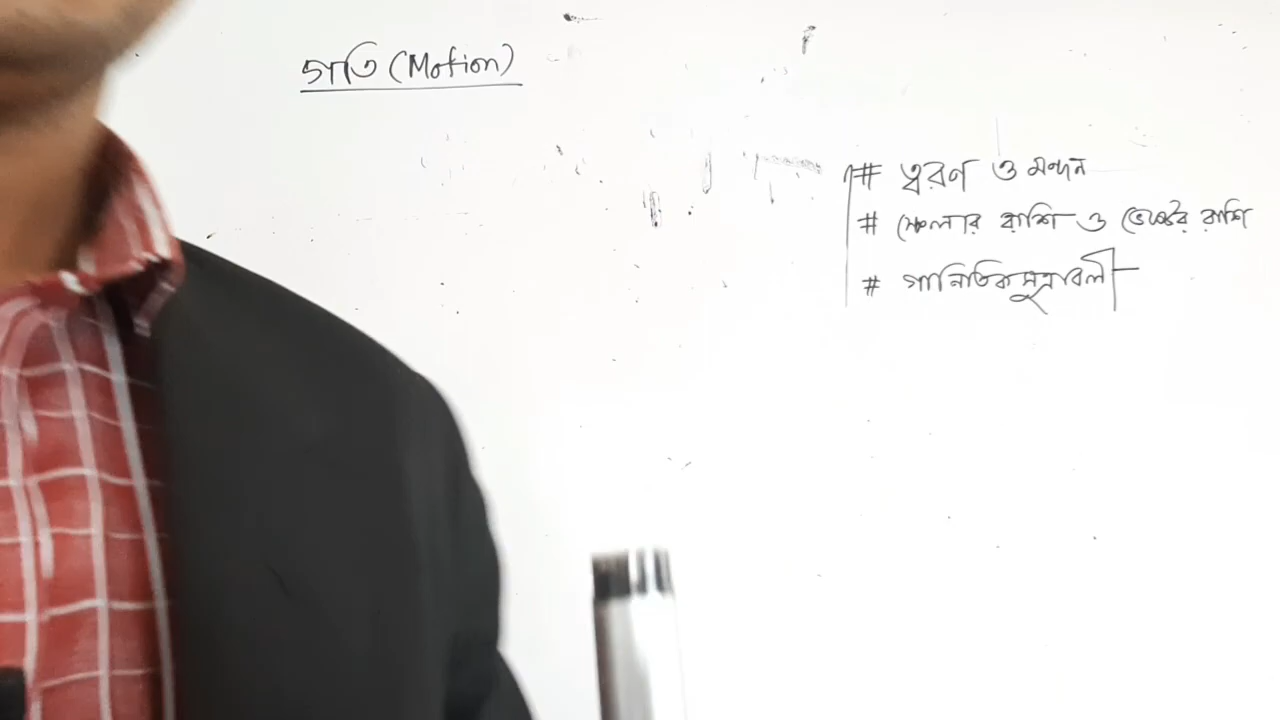 গতি (Motion)
# ত্বরণ ও মন্দন
# স্কেলার রাশি ও ভেক্টর রাশি
# গানিতিক সূত্রাবলী